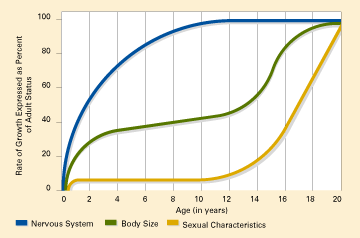 Rate of Growth Expressed as Percent
of Adult Status
100
80
60
40
20
0
0 2 4 6 8 10 12 14 16 18 20
Age (in years)
Nervous System Body Size Sexual Characteristics